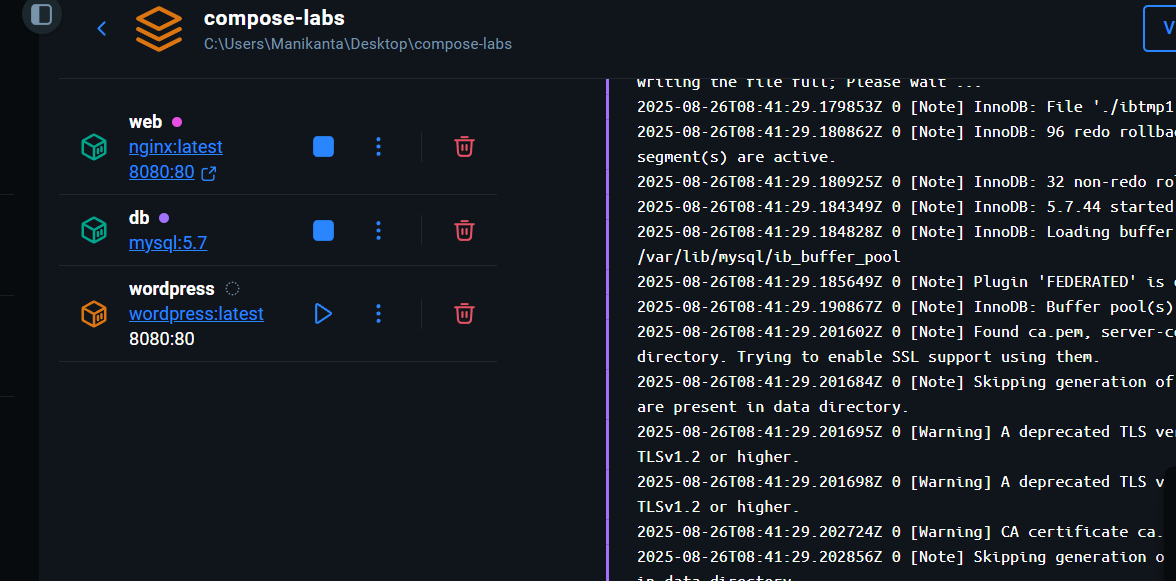 compose-labs
C:\Users\Manikanta\Desktop\compose-labs
V
web
nginx:latest
8080:80
db
mysql:5.7
wordpress
wordpress:latest
8080:80
writing the file full; Please wait ...
2025-08-26T08:41:29.179853Z 0 [Note] InnoDB: File './ibtmp1
2025-08-26T08:41:29.180862Z 0 [Note] InnoDB: 96 redo rollba
segment(s) are active.
2025-08-26T08:41:29.180925Z 0 [Note] InnoDB: 32 non-redo ro
2025-08-26T08:41:29.184349Z 0 [Note] InnoDB: 5.7.44 started
2025-08-26T08:41:29.184828Z 0 [Note] InnoDB: Loading buffer
/var/lib/mysql/ib_buffer_pool
2025-08-26T08:41:29.185649Z 0 [Note] Plugin 'FEDERATED' is
2025-08-26T08:41:29.190867Z 0 [Note] InnoDB: Buffer pool(s)
2025-08-26T08:41:29.201602Z 0 [Note] Found ca.pem, server-c
directory. Trying to enable SSL support using them.
2025-08-26T08:41:29.201684Z 0 [Note] Skipping generation of
are present in data directory.
2025-08-26T08:41:29.201695Z 0 [Warning] A deprecated TLS ve
TLSv1.2 or higher.
2025-08-26T08:41:29.201698Z 0 [Warning] A deprecated TLS v
TLSv1.2 or higher.
2025-08-26T08:41:29.202724Z 0 [Warning] CA certificate ca.
2025-08-26T08:41:29.202856Z 0 [Note] Skipping generation o
in data directory